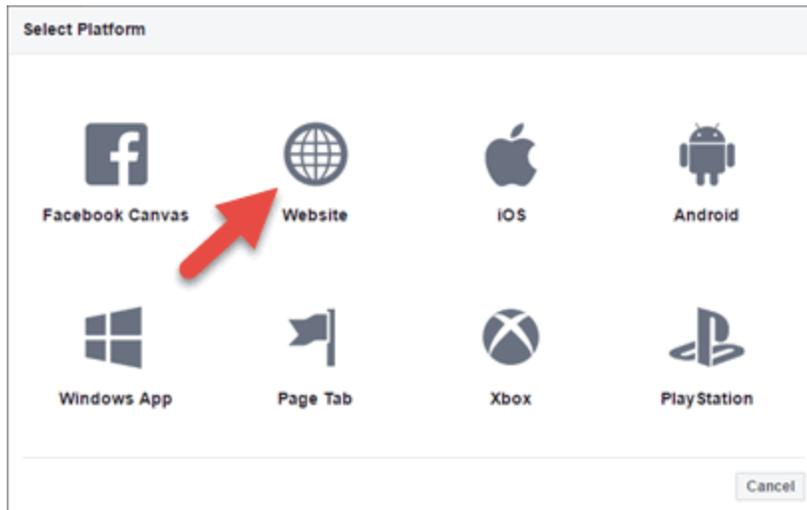 Select Platform
Facebook Canvas
Website
iOS
Android
Windows App
Page Tab
Xbox
PlayStation
Cancel